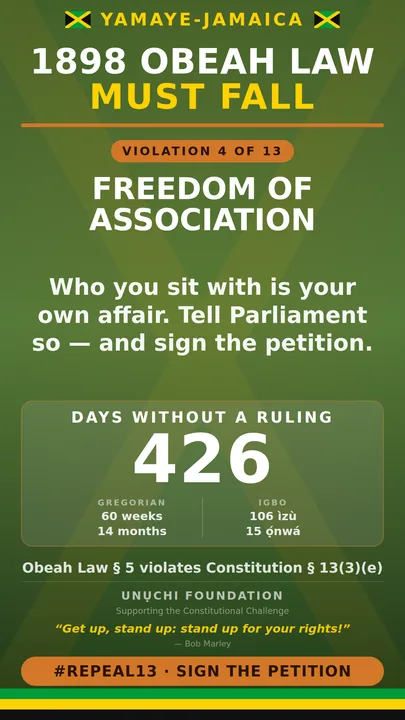 YAMAYE-JAMAICA
1898 OBEAH LAW
MUST FALL
VIOLATION 4 OF 13
FREEDOM OF
ASSOCIATION
Who you sit with is your
own affair. Tell Parliament
so — and sign the petition.
DAYS WITHOUT A RULING
426
GREGORIAN
60 weeks
14 months
IGBO
106 ìzù
15 ọ́nwá
Obeah Law § 5 violates Constitution § 13(3)(e)
UNỤCHI FOUNDATION
Supporting the Constitutional Challenge
“Get up, stand up: stand up for your rights!”
— Bob Marley
#REPEAL13 · SIGN THE PETITION